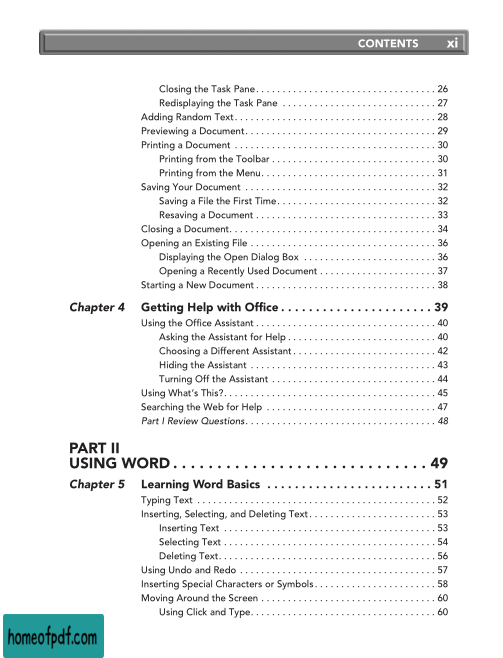 CONTENTS xi
Closing the Task Pane. . . . . . . . . . . . . . . . . . . . . . . . . . . . . . . . . . 26
Redisplaying the Task Pane . . . . . . . . . . . . . . . . . . . . . . . . . . . . . 27
Adding Random Text. . . . . . . . . . . . . . . . . . . . . . . . . . . . . . . . . . . . . . 28
Previewing a Document. . . . . . . . . . . . . . . . . . . . . . . . . . . . . . . . . . . . 29
Printing a Document . . . . . . . . . . . . . . . . . . . . . . . . . . . . . . . . . . . . . . 30
Printing from the Toolbar . . . . . . . . . . . . . . . . . . . . . . . . . . . . . . . 30
Printing from the Menu. . . . . . . . . . . . . . . . . . . . . . . . . . . . . . . . . 31
Saving Your Document . . . . . . . . . . . . . . . . . . . . . . . . . . . . . . . . . . . . 32
Saving a File the First Time. . . . . . . . . . . . . . . . . . . . . . . . . . . . . . 32
Resaving a Document . . . . . . . . . . . . . . . . . . . . . . . . . . . . . . . . . . 33
Closing a Document. . . . . . . . . . . . . . . . . . . . . . . . . . . . . . . . . . . . . . . 34
Opening an Existing File . . . . . . . . . . . . . . . . . . . . . . . . . . . . . . . . . . . 36
Displaying the Open Dialog Box . . . . . . . . . . . . . . . . . . . . . . . . . 36
Opening a Recently Used Document . . . . . . . . . . . . . . . . . . . . . . 37
Starting a New Document . . . . . . . . . . . . . . . . . . . . . . . . . . . . . . . . . . 38
Chapter 4 Getting Help with Office . . . . . . . . . . . . . . . . . . . . . . 39
Using the Office Assistant . . . . . . . . . . . . . . . . . . . . . . . . . . . . . . . . . . 40
Asking the Assistant for Help . . . . . . . . . . . . . . . . . . . . . . . . . . . . 40
Choosing a Different Assistant . . . . . . . . . . . . . . . . . . . . . . . . . . . 42
Hiding the Assistant . . . . . . . . . . . . . . . . . . . . . . . . . . . . . . . . . . . 43
Turning Off the Assistant . . . . . . . . . . . . . . . . . . . . . . . . . . . . . . . 44
Using What's This?. . . . . . . . . . . . . . . . . . . . . . . . . . . . . . . . . . . . . . . . 45
Searching the Web for Help . . . . . . . . . . . . . . . . . . . . . . . . . . . . . . . . 47
Part I Review Questions. . . . . . . . . . . . . . . . . . . . . . . . . . . . . . . . . . . . 48
PART II
USING WORD . . . . . . . . . . . . . . . . . . . . . . . . . . . . . 49
Chapter 5 Learning Word Basics . . . . . . . . . . . . . . . . . . . . . . . . 51
Typing Text . . . . . . . . . . . . . . . . . . . . . . . . . . . . . . . . . . . . . . . . . . . . . 52
Inserting, Selecting, and Deleting Text. . . . . . . . . . . . . . . . . . . . . . . . 53
Inserting Text . . . . . . . . . . . . . . . . . . . . . . . . . . . . . . . . . . . . . . . . 53
Selecting Text . . . . . . . . . . . . . . . . . . . . . . . . . . . . . . . . . . . . . . . . 54
Deleting Text. . . . . . . . . . . . . . . . . . . . . . . . . . . . . . . . . . . . . . . . . 56
Using Undo and Redo . . . . . . . . . . . . . . . . . . . . . . . . . . . . . . . . . . . . . 57
Inserting Special Characters or Symbols. . . . . . . . . . . . . . . . . . . . . . . 58
Moving Around the Screen . . . . . . . . . . . . . . . . . . . . . . . . . . . . . . . . . 60
Using Click and Type. . . . . . . . . . . . . . . . . . . . . . . . . . . . . . . . . . . 60
homeofpdf.com